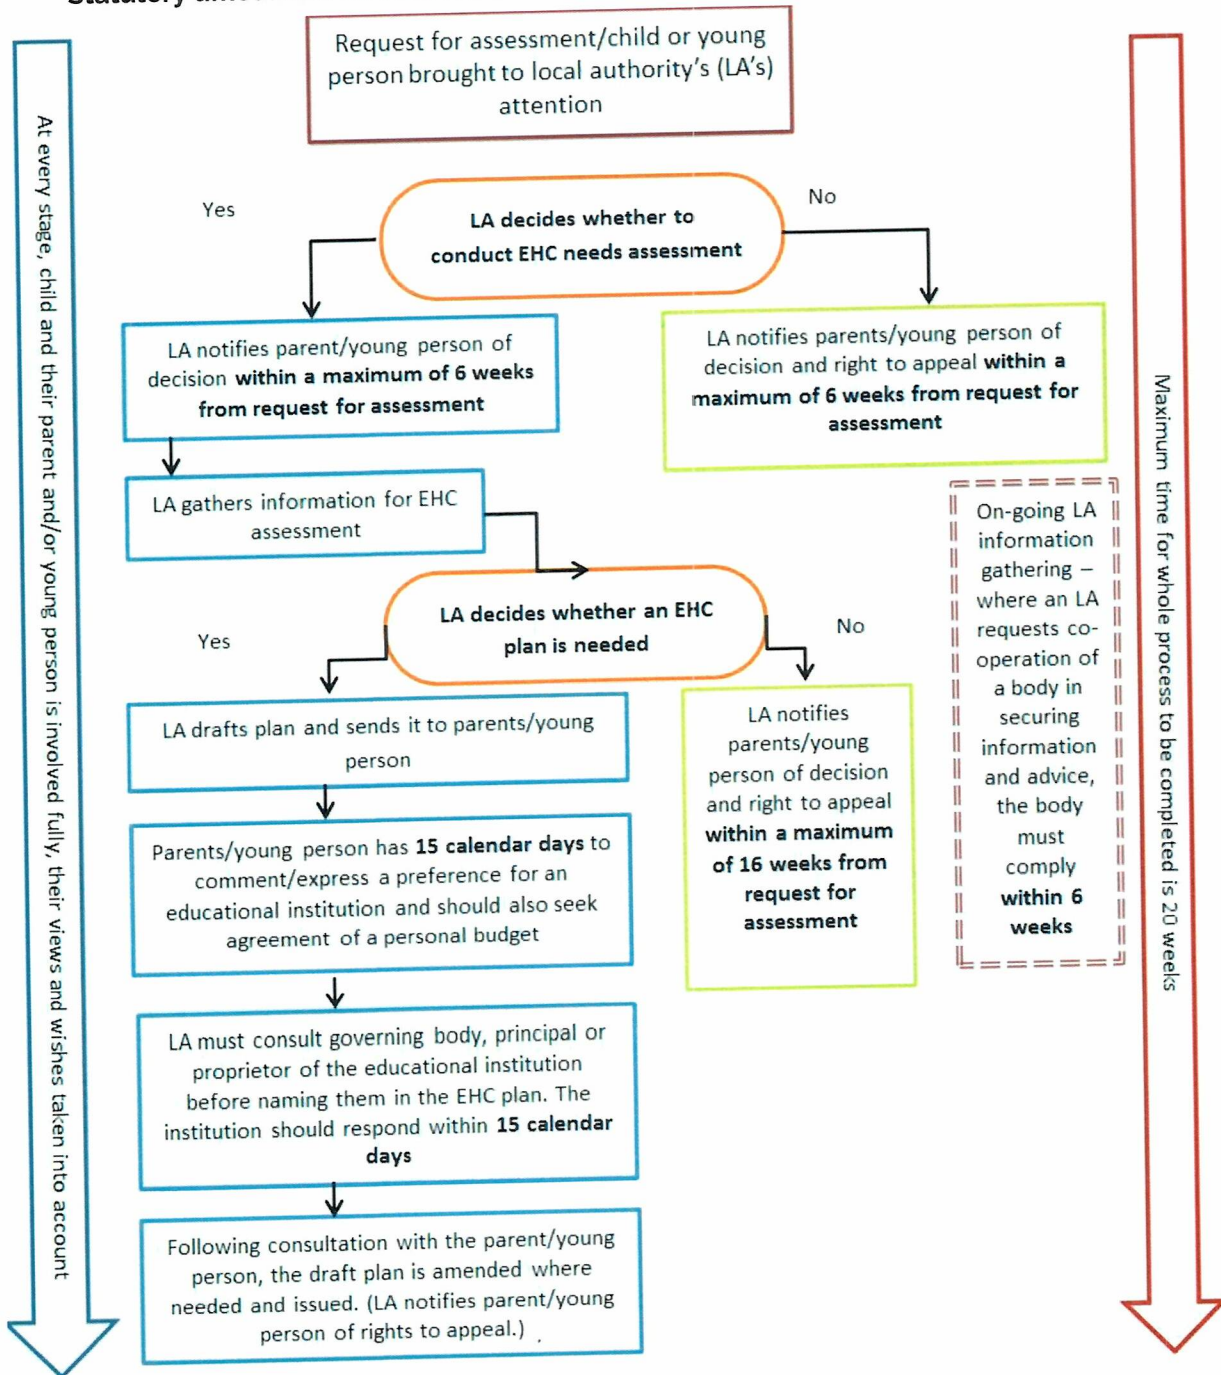 Statutory
Request for assessment/child or young
person brought to local authority's (LA's)
attention
Yes
LA decides whether to
conduct EHC needs assessment
No
LA notifies parent/young person of
decision within a maximum of 6 weeks
from request for assessment
LA notifies parents/young person of
decision and right to appeal within a
maximum of 6 weeks from request for
assessment
LA gathers information for EHC
assessment
On-going LA
information
gathering –
where an LA
requests co-
operation of
a body in
securing
information
and advice,
the body
must
comply
within 6
weeks
Yes
LA decides whether an EHC
plan is needed
No
LA drafts plan and sends it to parents/young
person
LA notifies
parents/young
person of decision
and right to appeal
within a maximum
of 16 weeks from
request for
assessment
Parents/young person has 15 calendar days to
comment/express a preference for an
educational institution and should also seek
agreement of a personal budget
LA must consult governing body, principal or
proprietor of the educational institution
before naming them in the EHC plan. The
institution should respond within 15 calendar
days
Following consultation with the parent/young
person, the draft plan is amended where
needed and issued. (LA notifies parent/young
person of rights to appeal.)
At every stage, child and their parent and/or young person is involved fully, their views and wishes taken into account
Maximum time for whole process to be completed is 20 weeks